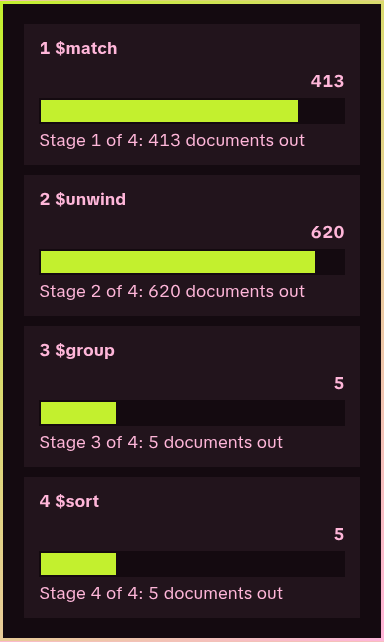 1 $match
413
Stage 1 of 4: 413 documents out
2 $unwind
620
Stage 2 of 4: 620 documents out
3 $group
5
Stage 3 of 4: 5 documents out
4 $sort
5
Stage 4 of 4: 5 documents out